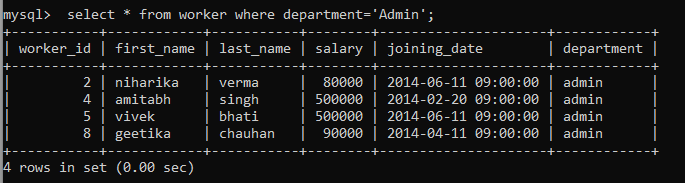 mysql>  select * from worker where department='Admin';
+-----------+------------+-----------+--------+---------------------+------------+
| worker_id | first_name | last_name | salary | joining_date        | department |
+-----------+------------+-----------+--------+---------------------+------------+
|         2 | niharika   | verma     |  80000 | 2014-06-11 09:00:00 | admin      |
|         4 | amitabh    | singh     | 500000 | 2014-02-20 09:00:00 | admin      |
|         5 | vivek      | bhati     | 500000 | 2014-06-11 09:00:00 | admin      |
|         8 | geetika    | chauhan   |  90000 | 2014-04-11 09:00:00 | admin      |
+-----------+------------+-----------+--------+---------------------+------------+
4 rows in set (0.00 sec)